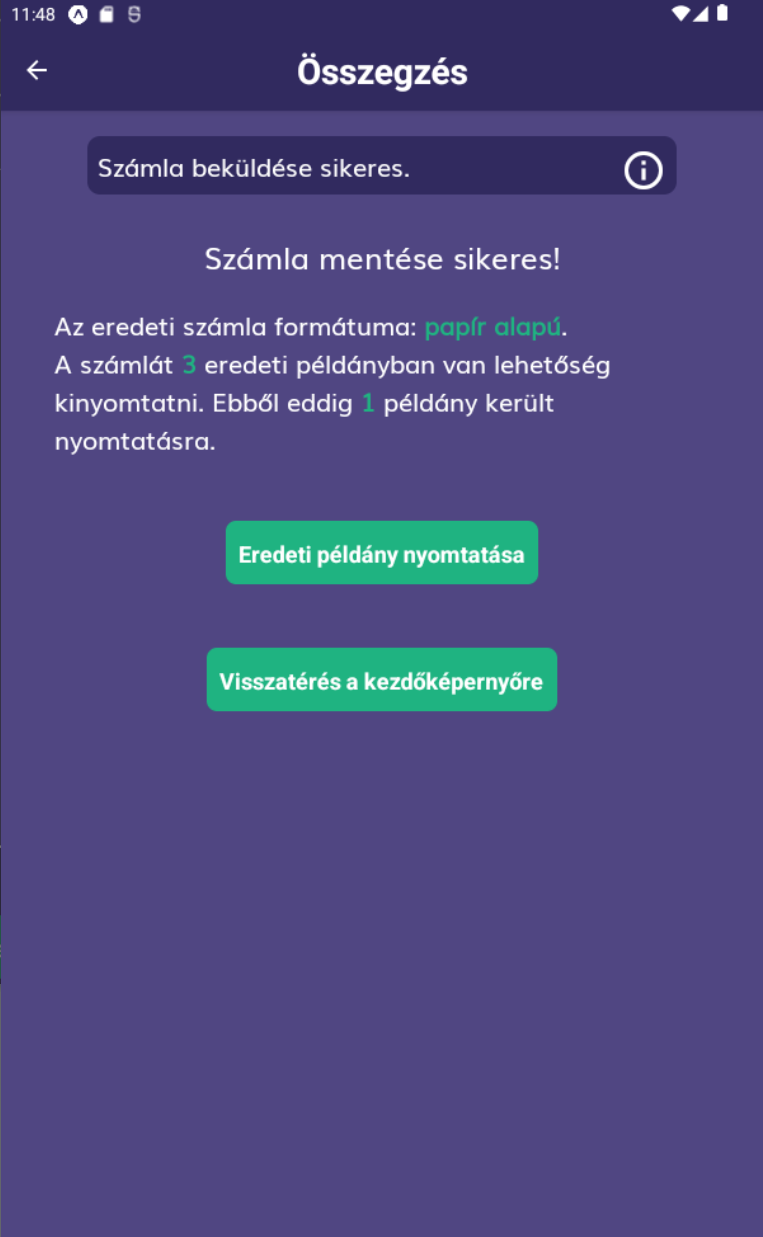 11:48
Összegzés
Számla beküldése sikeres.
Számla mentése sikeres!
Az eredeti számla formátuma: papír alapú.
A számlát 3 eredeti példányban van lehetőség
kinyomtatni. Ebből eddig 1 példány került
nyomtatásra.
Eredeti példány nyomtatása
Visszatérés a kezdőképernyőre